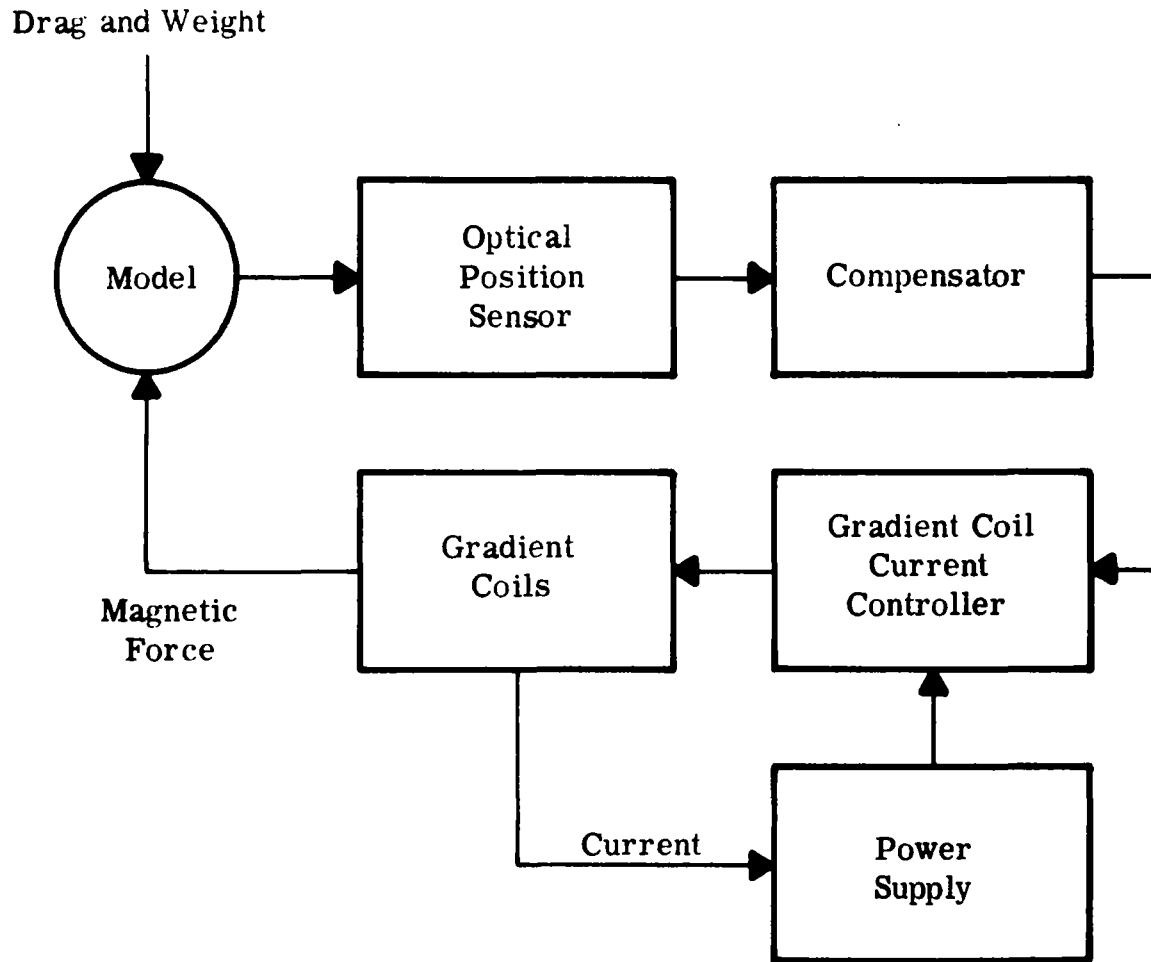 Drag and Weight
Model
Optical
Position
Sensor
Compensator
Magnetic
Force
Gradient
Coils
Gradient Coil
Current
Controller
Current
Power
Supply